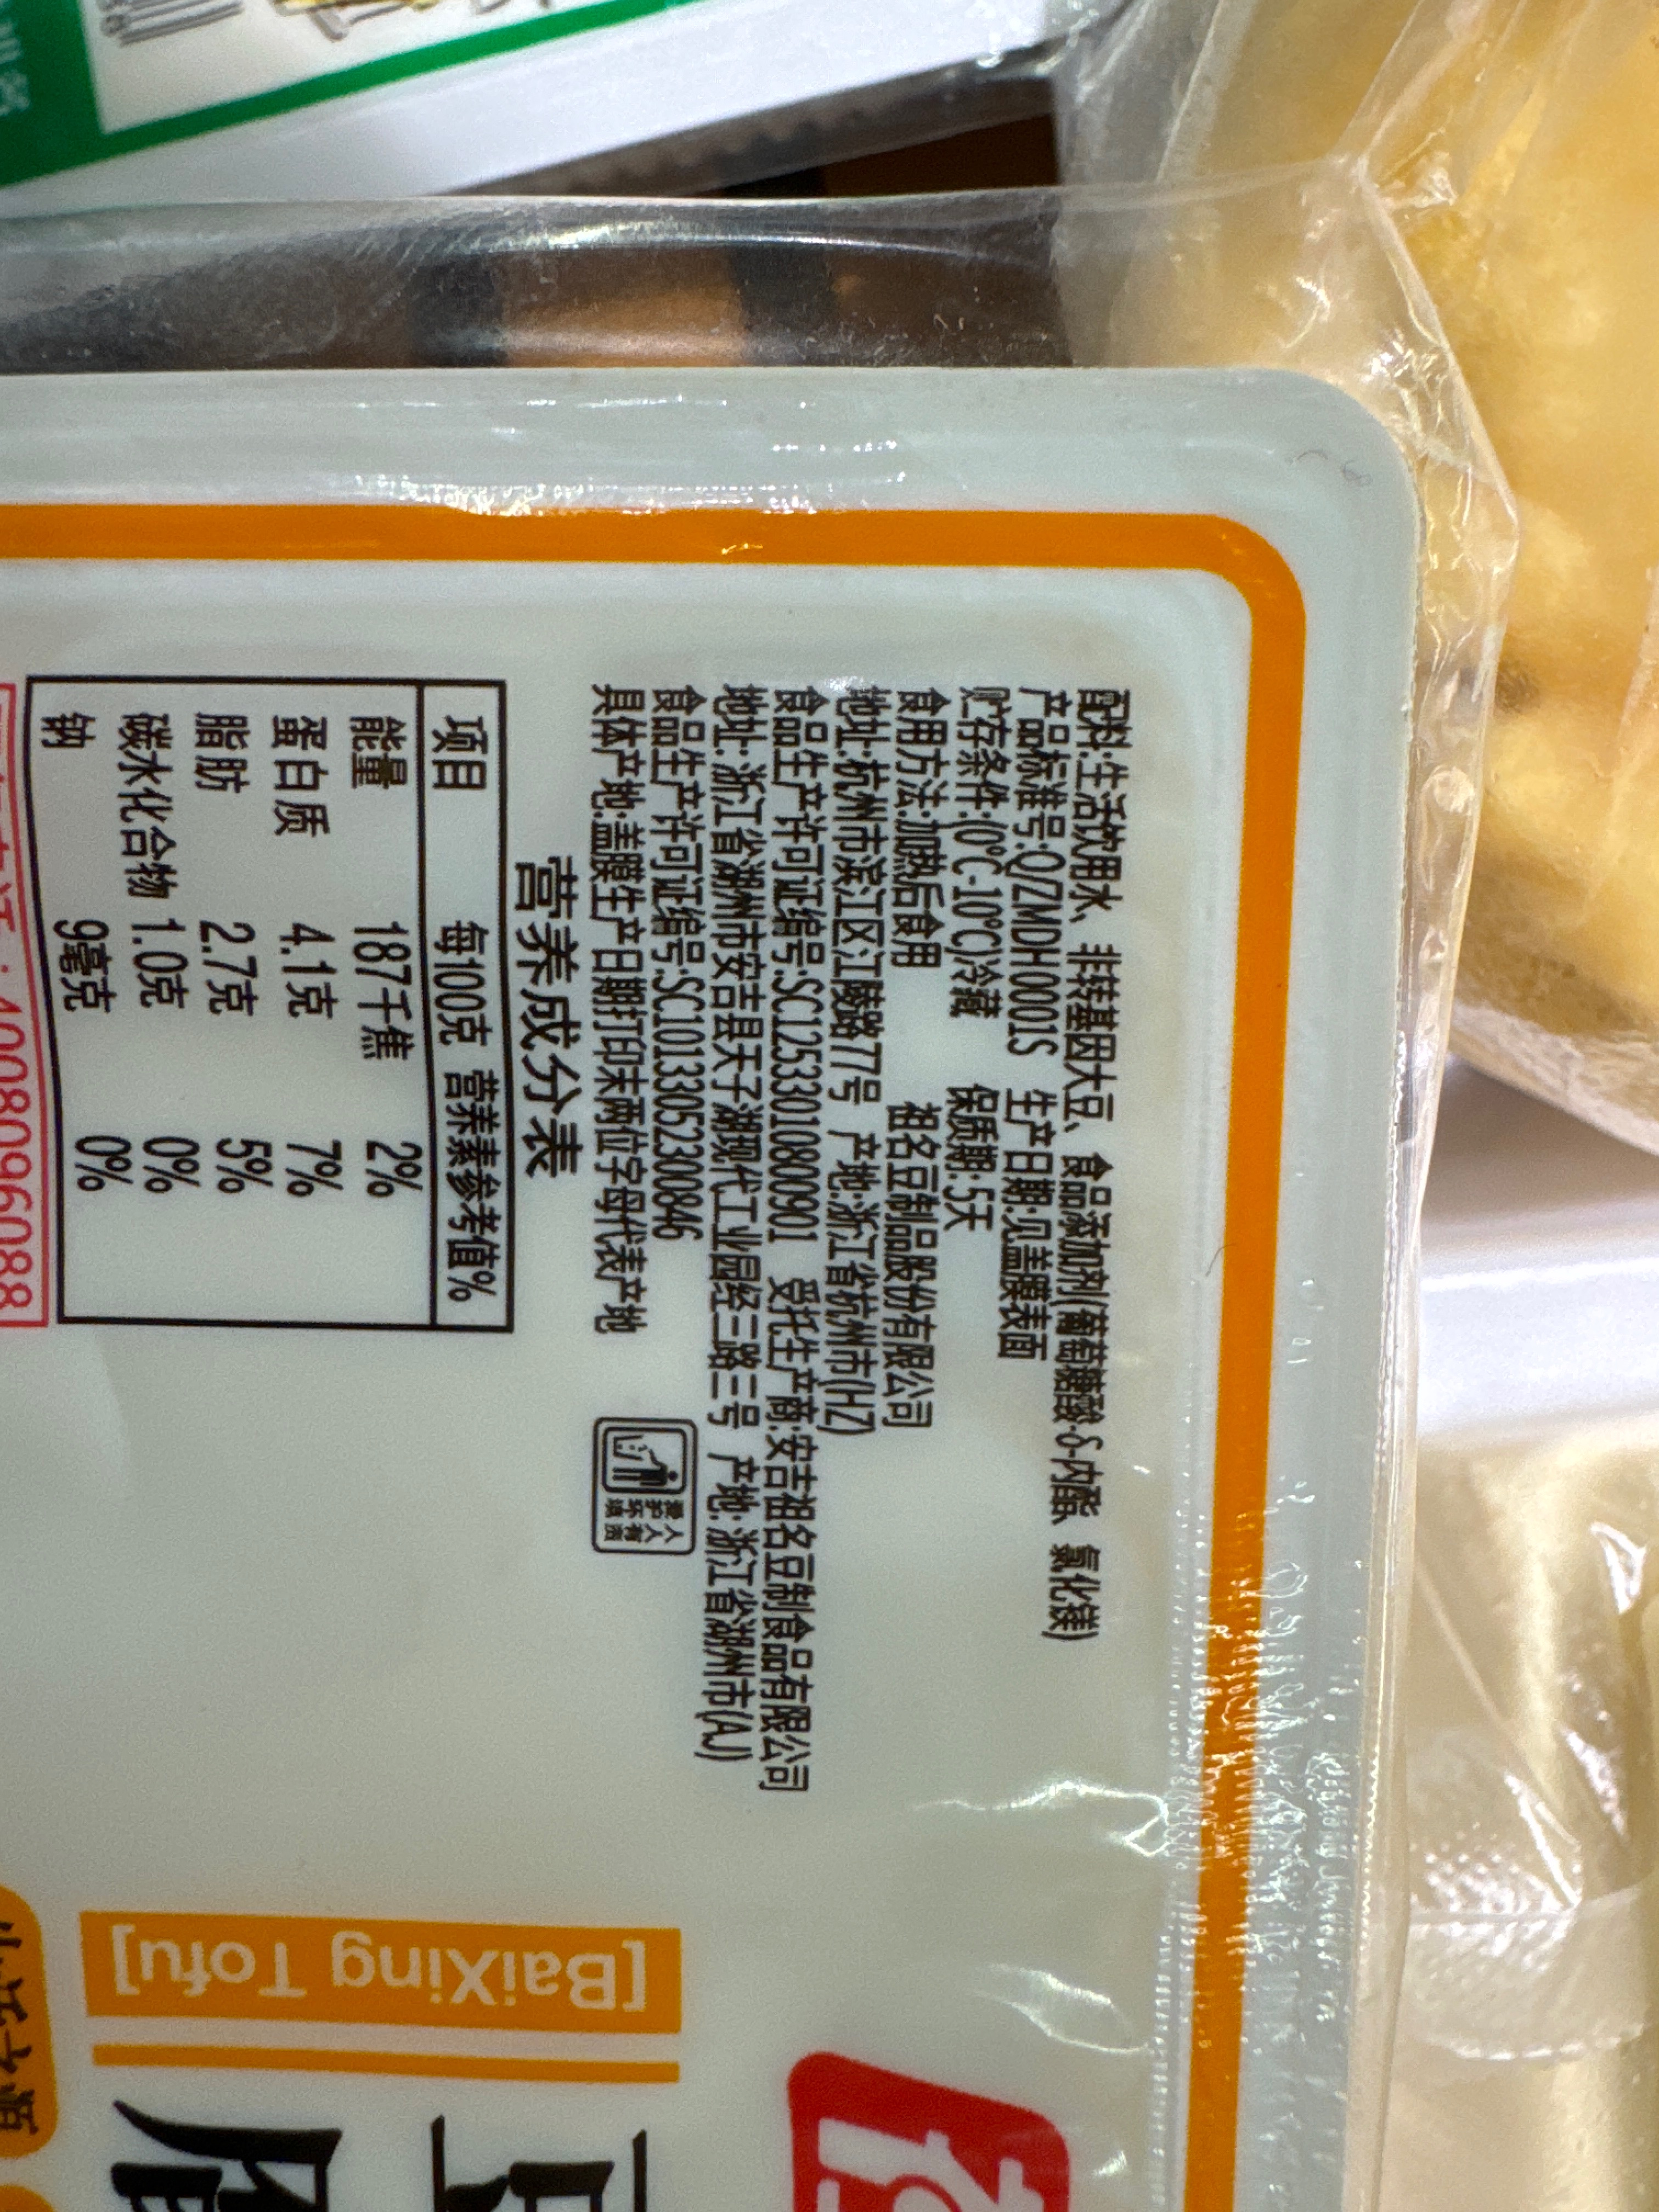 配料:生活饮用水、非转基因大豆、食品添加剂(葡萄糖酸-δ-内酯 氯化镁)
产品标准号:Q/ZMDH0001S 生产日期:见盖膜表面
贮存条件:(0℃-10℃)冷藏 保质期:5天
食用方法:加热后食用 祖名豆制品股份有限公司
地址:杭州市滨江区江陵路77号 产地:浙江省杭州市(HZ)
食品生产许可证编号:SC12533010800901 受托生产商:安吉祖名豆制食品有限公司
地址:浙江省湖州市安吉县天子湖现代工业园经三路三号 产地:浙江省湖州市(AJ)
食品生产许可证编号:SC10133052300846
具体产地:盖膜生产日期打印末两位字母代表产地
爱护环境
人人有责
营养成分表
项目 每100克 营养素参考值%
能量 187千焦 2%
蛋白质 4.1克 7%
脂肪 2.7克 5%
碳水化合物 1.0克 0%
钠 9毫克 0%
4008096088
[BaiXing Tofu]